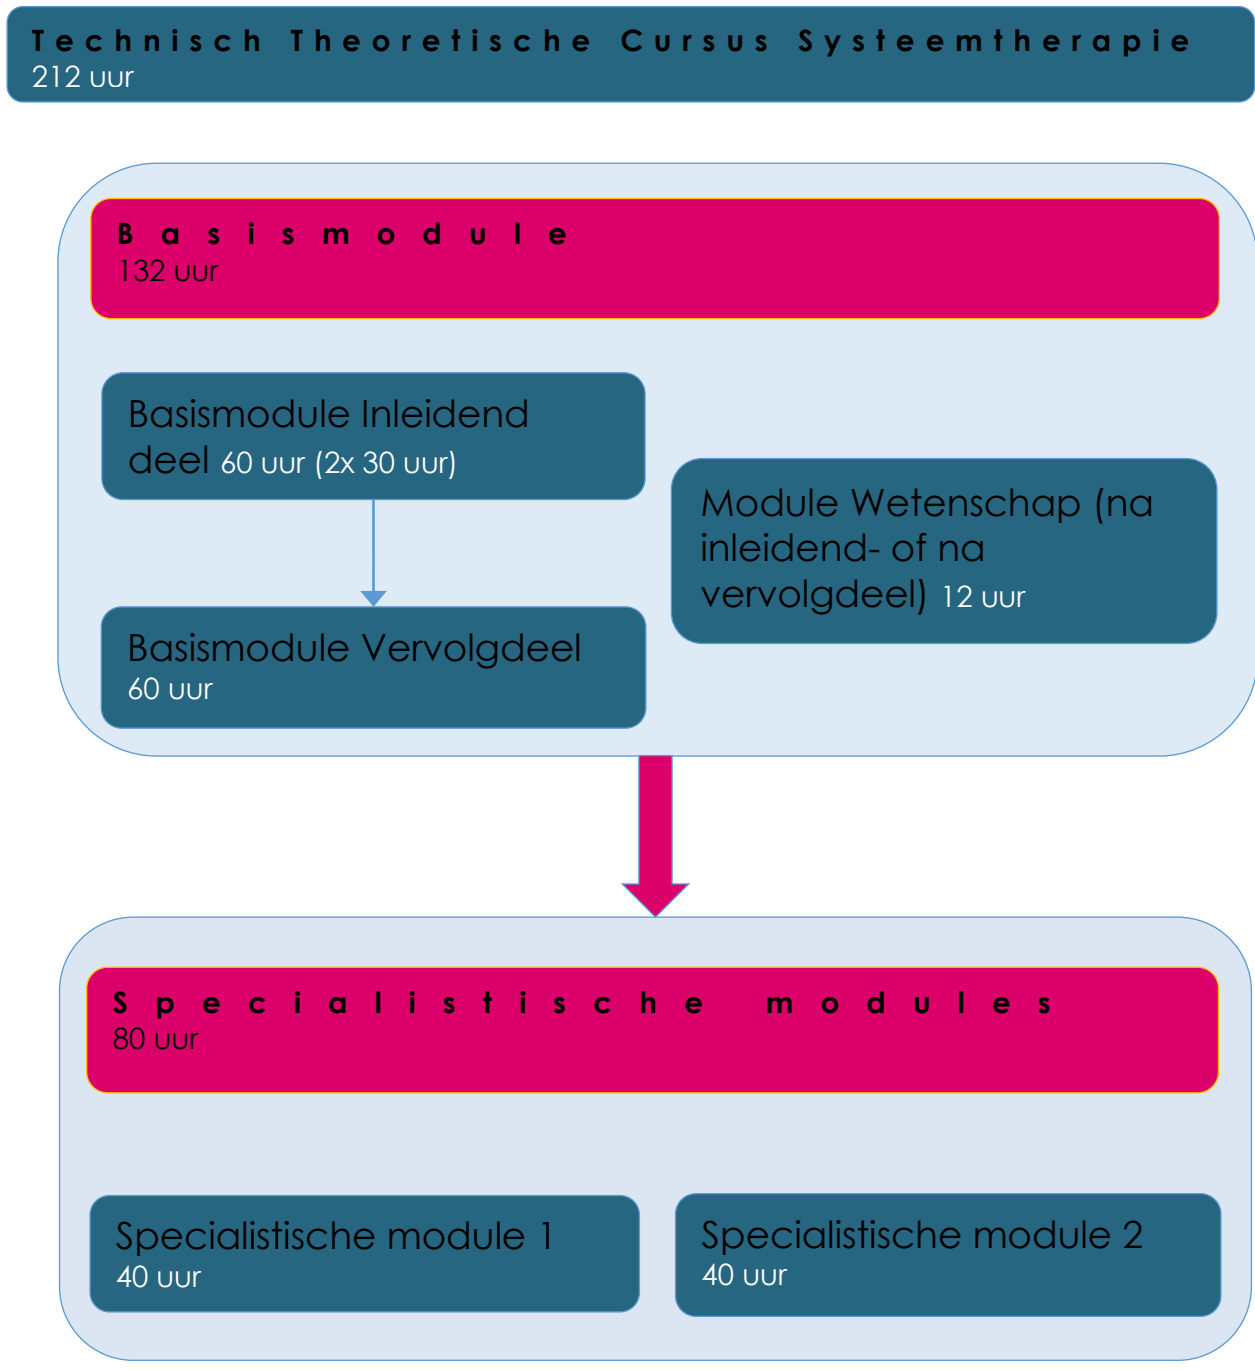 Technisch Theoretische Cursus Systeemtherapie
212 uur
Basismodule
132 uur
Basismodule Inleidend
deel 60 uur (2x 30 uur)
Module Wetenschap (na
inleidend- of na
vervolgdeel) 12 uur
Basismodule Vervolgdeel
60 uur
Specialistische modules
80 uur
Specialistische module 1
40 uur
Specialistische module 2
40 uur